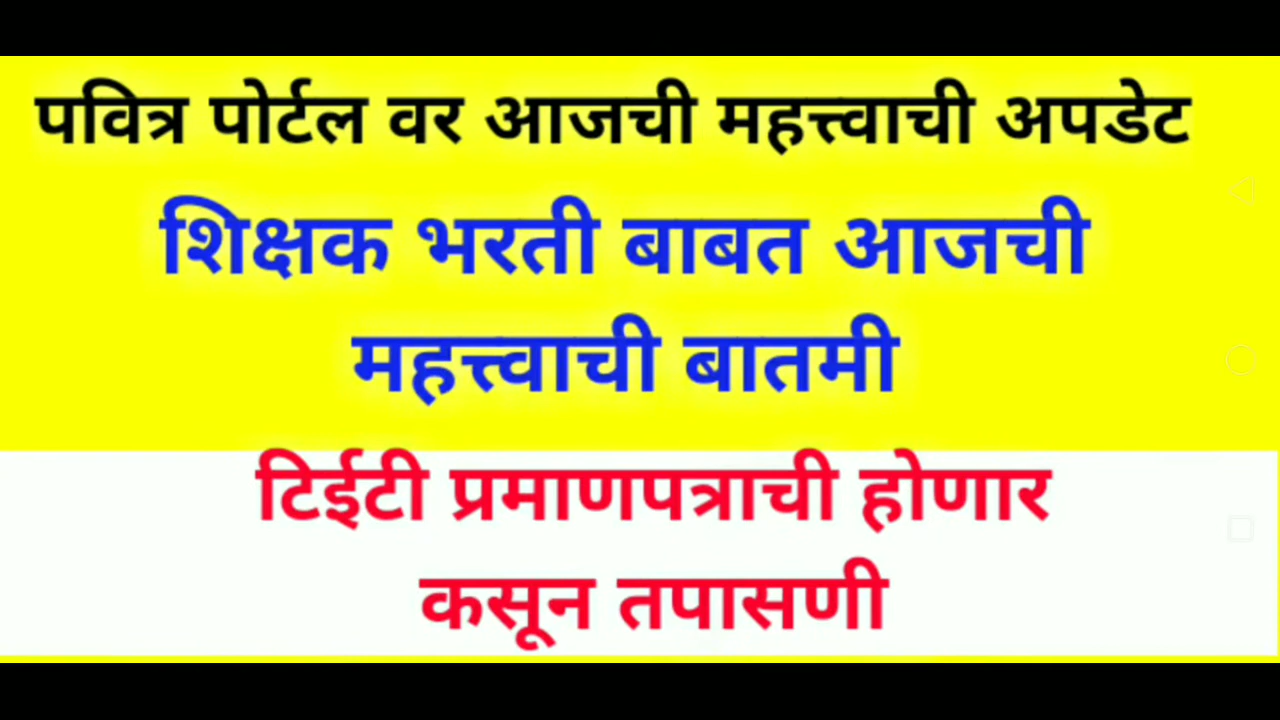 पवित्र पोर्टल वर आजची महत्त्वाची अपडेट
शिक्षक भरती बाबत आजची
महत्त्वाची बातमी
टिईटी प्रमाणपत्राची होणार
कसून तपासणी